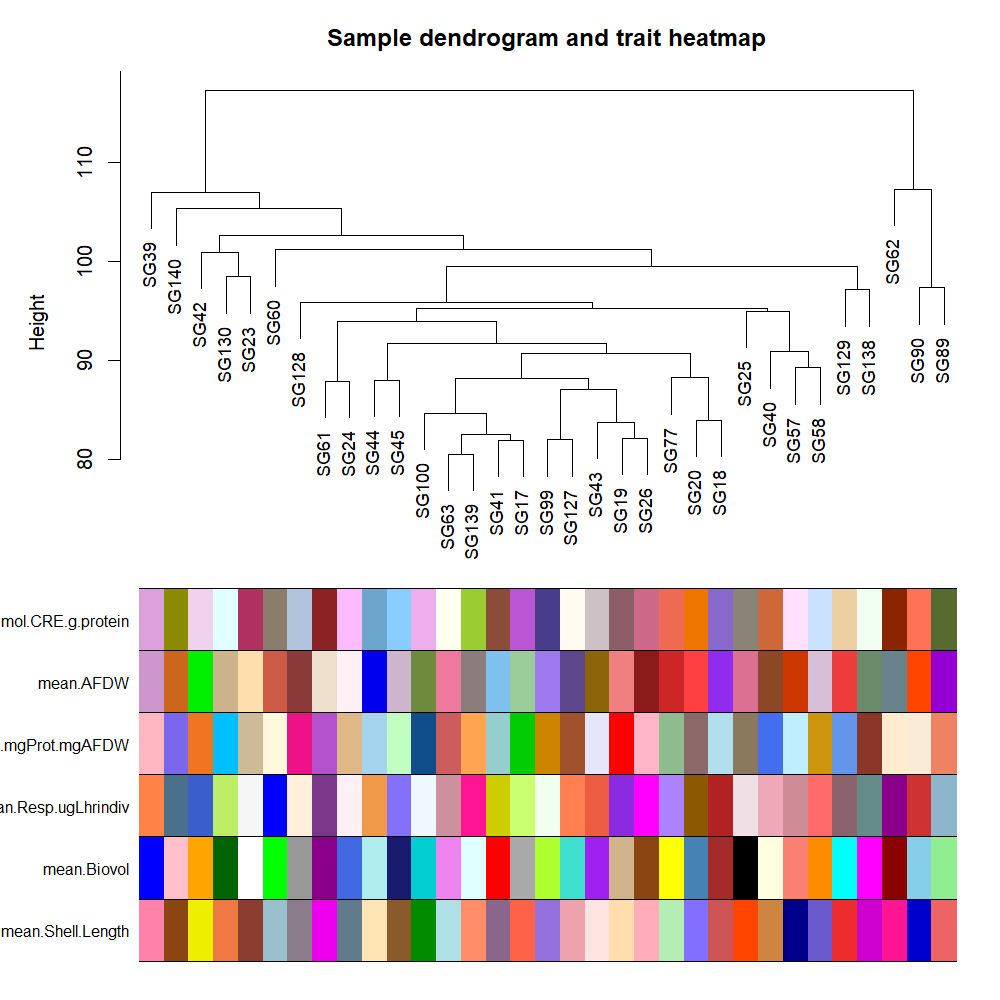 Sample dendrogram and trait heatmap
Height
110
100
90
80
SG39
SG140
SG42
SG130
SG23
SG60
SG128
SG61
SG24
SG44
SG45
SG100
SG63
SG139
SG41
SG17
SG99
SG127
SG43
SG19
SG26
SG77
SG20
SG18
SG25
SG40
SG57
SG58
SG129
SG138
SG62
SG90
SG89
mol.CRE.g.protein
mean.AFDW
.mgProt.mgAFDW
an.Resp.ugLhrindiv
mean.Biovol
mean.Shell.Length